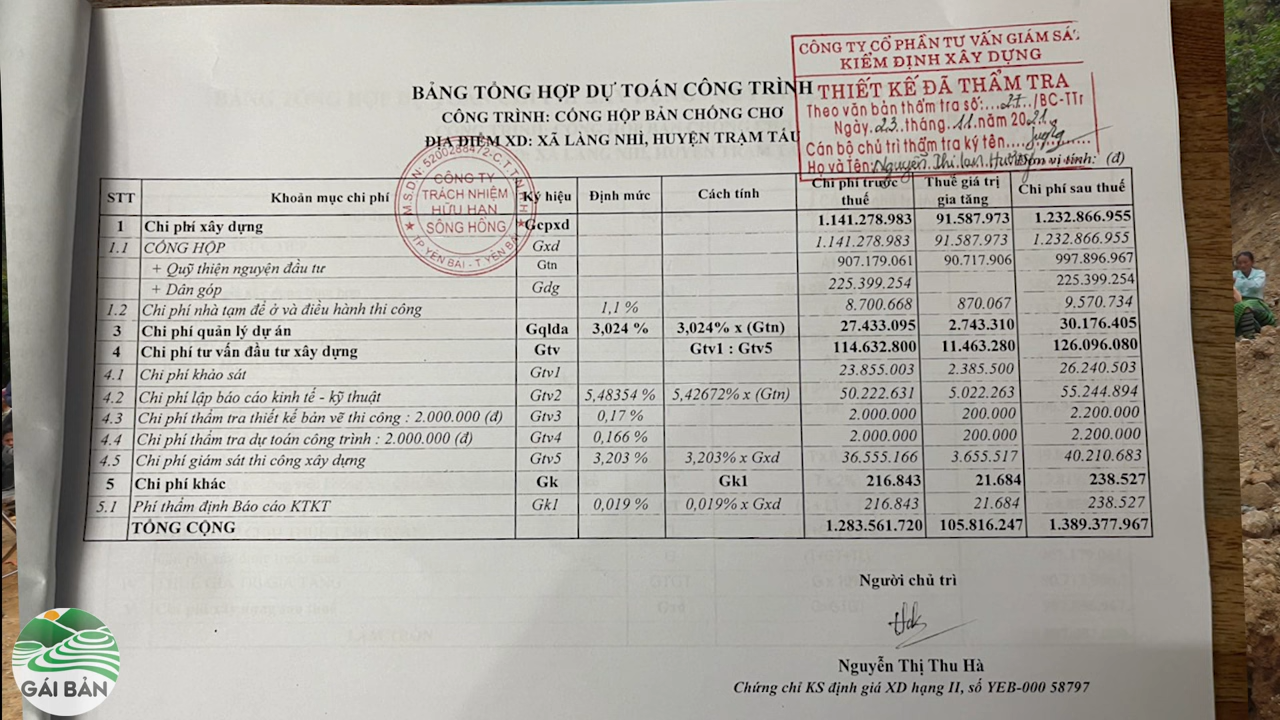 CÔNG TY CỔ PHẦN TƯ VẤN GIÁM SÁT
KIỂM ĐỊNH XÂY DỰNG
THIẾT KẾ ĐÃ THẨM TRA
Theo văn bản thẩm tra số: 27 /BC-TTr
Ngày 23 tháng 11 năm 2021
Cán bộ chủ trì thẩm tra ký tên
Họ và Tên: Nguyễn Thị Lan Hương
BẢNG TỔNG HỢP DỰ TOÁN CÔNG TRÌNH
CÔNG TRÌNH: CỐNG HỘP BẢN CHỐNG CHƠ
ĐỊA ĐIỂM XD: XÃ LÀNG NHÌ, HUYỆN TRẠM TẤU
M.S.D.N: 5200288472-C.T.T.N.H.H
CÔNG TY
TRÁCH NHIỆM
HỮU HẠN
SÔNG HỒNG
TP YÊN BÁI - T. YÊN BÁI
Đơn vị tính: (đ)
STT Khoản mục chi phí Ký hiệu Định mức Cách tính Chi phí trước thuế Thuế giá trị gia tăng Chi phí sau thuế
1 Chi phí xây dựng Gcpxd 1.141.278.983 91.587.973 1.232.866.955
1.1 CỐNG HỘP Gxd 1.141.278.983 91.587.973 1.232.866.955
+ Quỹ thiện nguyện đầu tư Gtn 907.179.061 90.717.906 997.896.967
+ Dân góp Gdg 225.399.254 225.399.254
1.2 Chi phí nhà tạm để ở và điều hành thi công 1,1 % 8.700.668 870.067 9.570.734
3 Chi phí quản lý dự án Gqlda 3,024 % 3,024% x (Gtn) 27.433.095 2.743.310 30.176.405
4 Chi phí tư vấn đầu tư xây dựng Gtv Gtv1 : Gtv5 114.632.800 11.463.280 126.096.080
4.1 Chi phí khảo sát Gtv1 23.855.003 2.385.500 26.240.503
4.2 Chi phí lập báo cáo kinh tế - kỹ thuật Gtv2 5,48354 % 5,42672% x (Gtn) 50.222.631 5.022.263 55.244.894
4.3 Chi phí thẩm tra thiết kế bản vẽ thi công : 2.000.000 (đ) Gtv3 0,17 % 2.000.000 200.000 2.200.000
4.4 Chi phí thẩm tra dự toán công trình : 2.000.000 (đ) Gtv4 0,166 % 2.000.000 200.000 2.200.000
4.5 Chi phí giám sát thi công xây dựng Gtv5 3,203 % 3,203% x Gxd 36.555.166 3.655.517 40.210.683
5 Chi phí khác Gk Gk1 216.843 21.684 238.527
5.1 Phí thẩm định Báo cáo KTKT Gk1 0,019 % 0,019% x Gxd 216.843 21.684 238.527
TỔNG CỘNG 1.283.561.720 105.816.247 1.389.377.967
Người chủ trì
Nguyễn Thị Thu Hà
Chứng chỉ KS định giá XD hạng II, số YEB-000 58797
GÁI BẢN